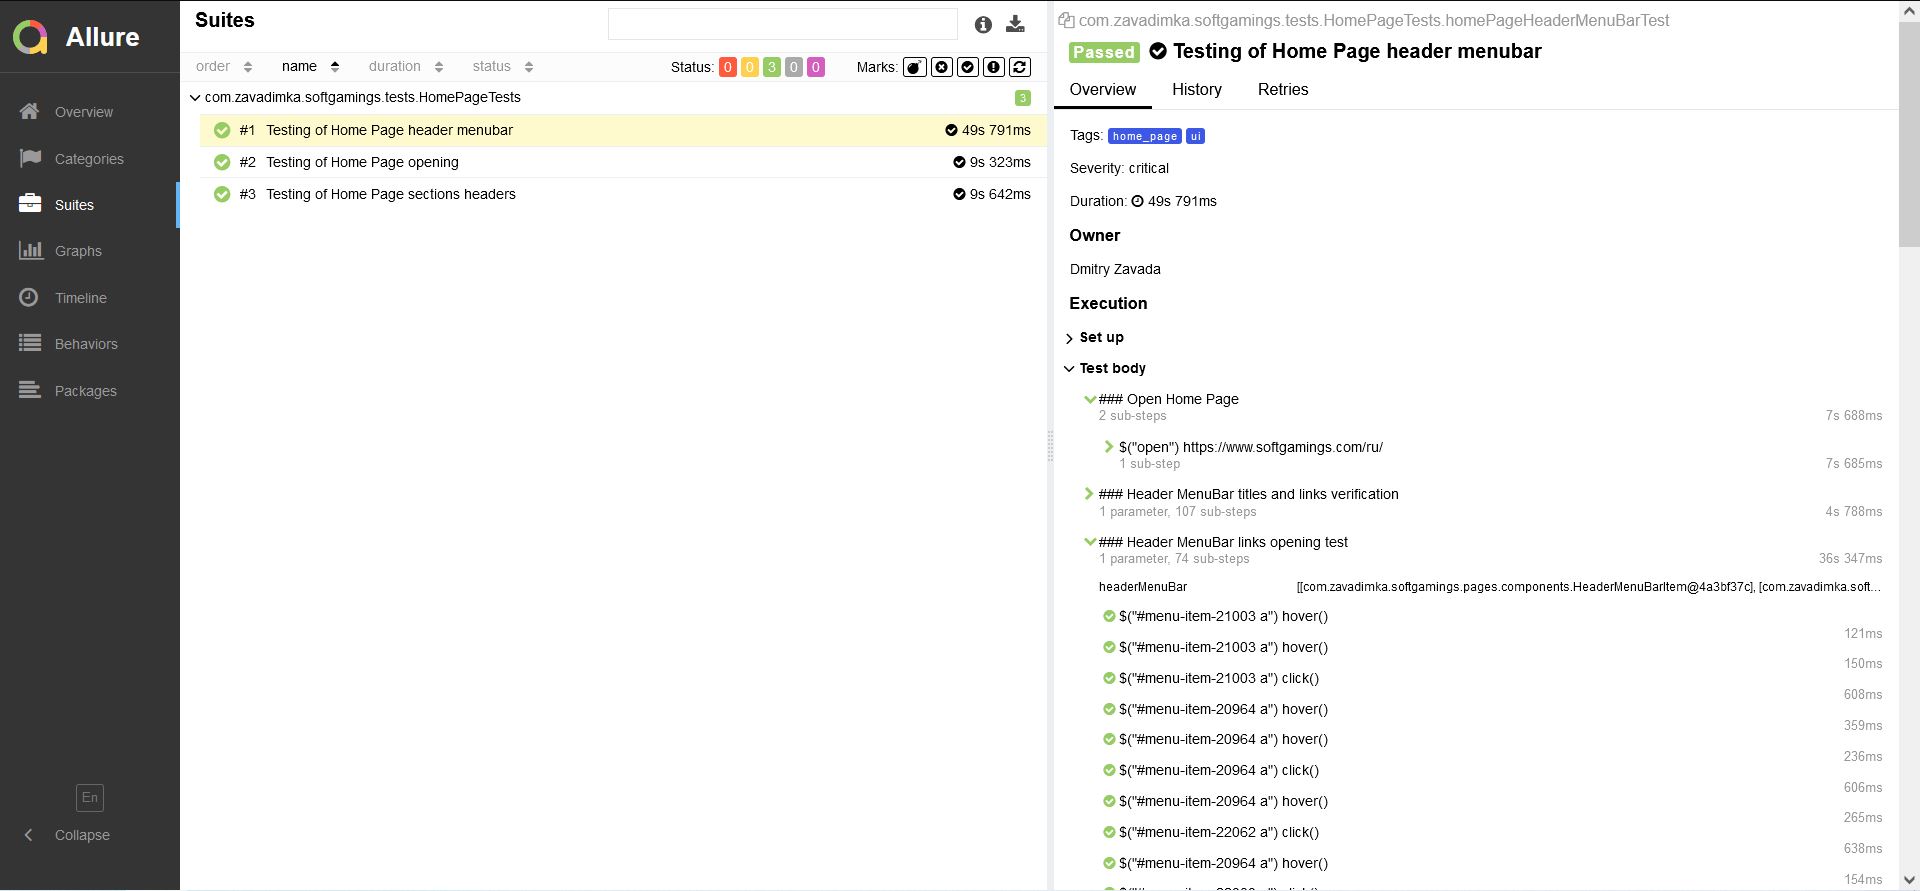 Allure
Overview
Categories
Suites
Graphs
Timeline
Behaviors
Packages
En
Collapse
Suites
order name duration status Status: 0 0 3 0 0 Marks:
com.zavadimka.softgamings.tests.HomePageTests 3
#1 Testing of Home Page header menubar 49s 791ms
#2 Testing of Home Page opening 9s 323ms
#3 Testing of Home Page sections headers 9s 642ms
com.zavadimka.softgamings.tests.HomePageTests.homePageHeaderMenuBarTest
Passed Testing of Home Page header menubar
Overview History Retries
Tags: home_page ui
Severity: critical
Duration: 49s 791ms
Owner
Dmitry Zavada
Execution
Set up
Test body
### Open Home Page
2 sub-steps 7s 688ms
$("open") https://www.softgamings.com/ru/
1 sub-step 7s 685ms
### Header MenuBar titles and links verification
1 parameter, 107 sub-steps 4s 788ms
### Header MenuBar links opening test
1 parameter, 74 sub-steps 36s 347ms
headerMenuBar [[com.zavadimka.softgamings.pages.components.HeaderMenuBarItem@4a3bf37c], [com.zavadimka.soft...
$("#menu-item-21003 a") hover()
121ms
$("#menu-item-21003 a") hover()
150ms
$("#menu-item-21003 a") click()
608ms
$("#menu-item-20964 a") hover()
359ms
$("#menu-item-20964 a") hover()
236ms
$("#menu-item-20964 a") click()
606ms
$("#menu-item-20964 a") hover()
265ms
$("#menu-item-22062 a") click()
638ms
$("#menu-item-20964 a") hover()
154ms